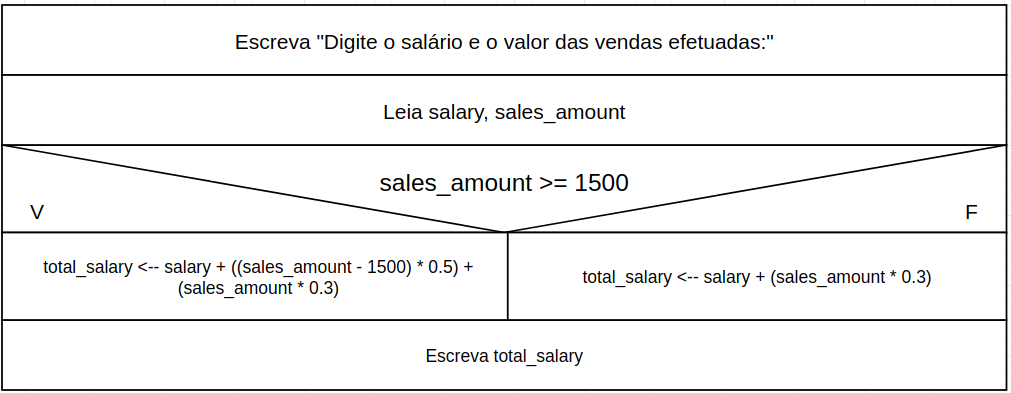 Escreva "Digite o salário e o valor das vendas efetuadas:"
Leia salary, sales_amount
sales_amount >= 1500
V
F
total_salary <-- salary + ((sales_amount - 1500) * 0.5) +
(sales_amount * 0.3)
total_salary <-- salary + (sales_amount * 0.3)
Escreva total_salary